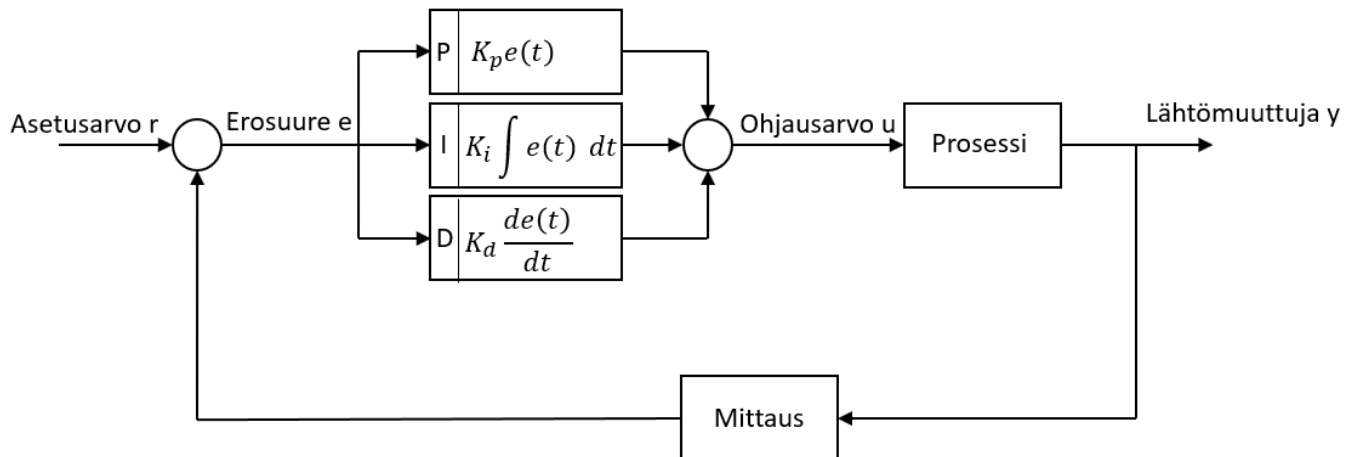 P K_p e(t)
Asetusarvo r
Erosuure e
I K_i ∫ e(t) dt
Ohjausarvo u
Prosessi
Lähtömuuttuja y
D K_d de(t)/dt
Mittaus